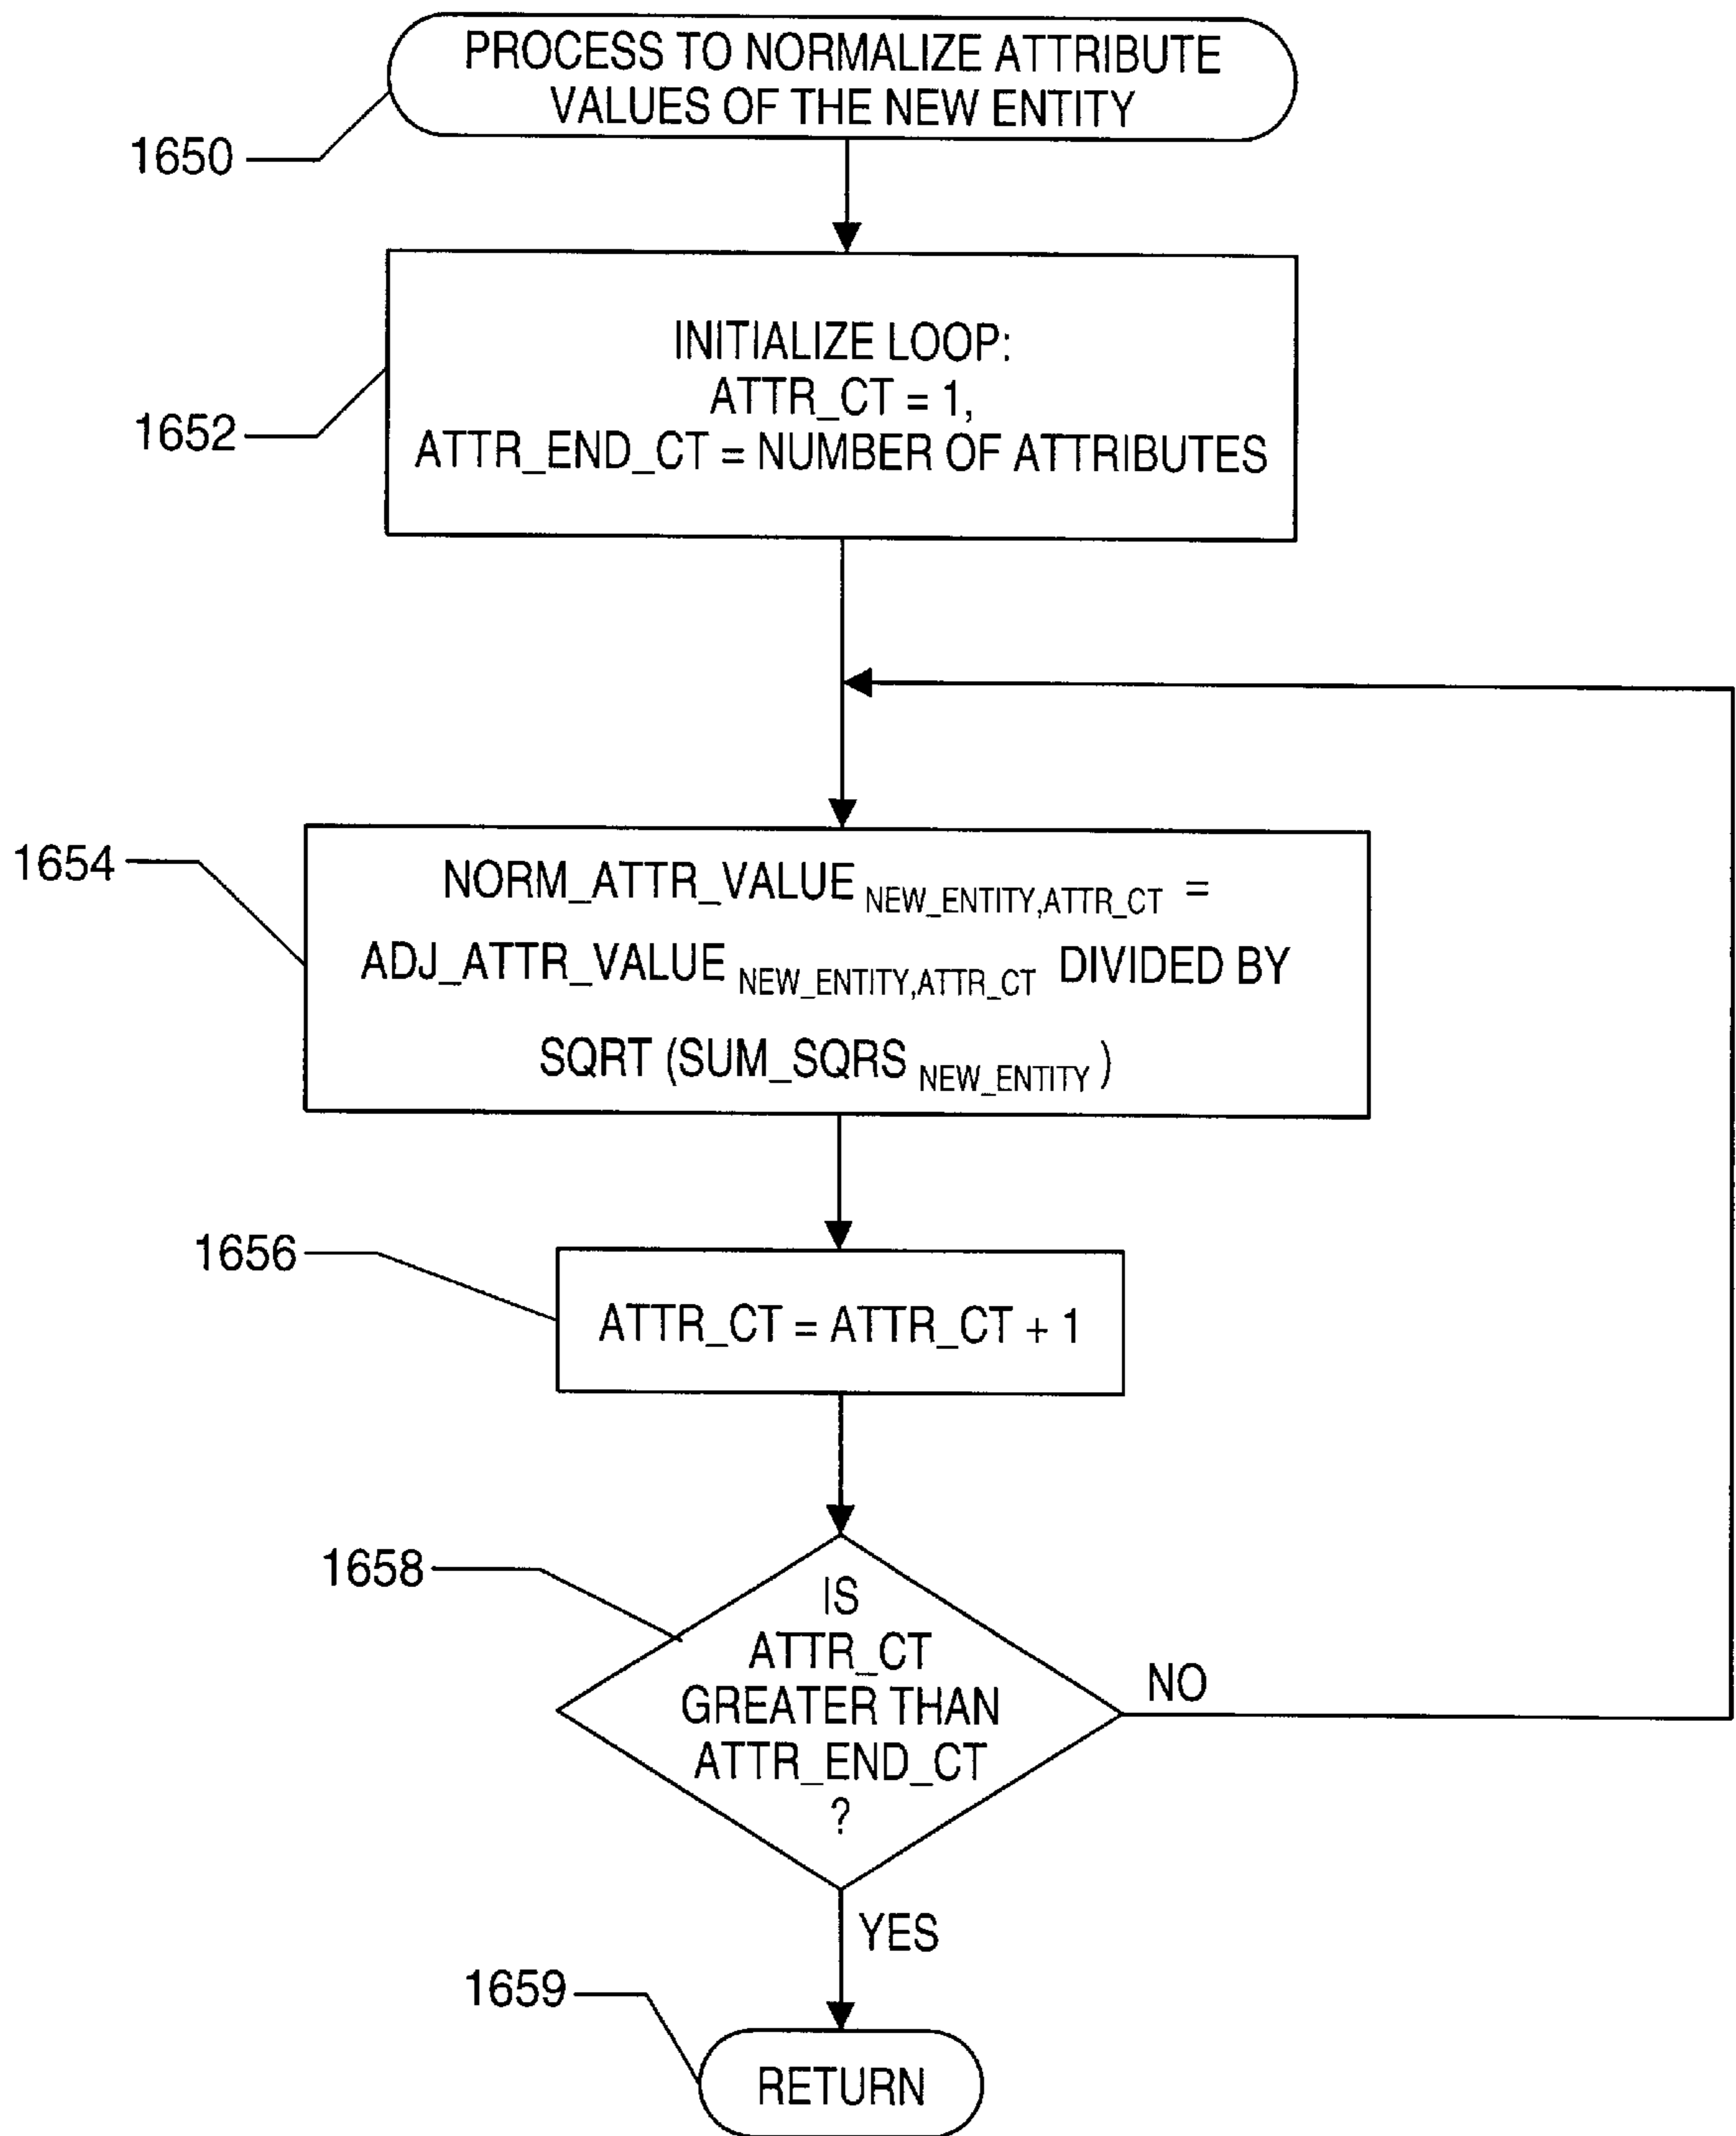 PROCESS TO NORMALIZE ATTRIBUTE
VALUES OF THE NEW ENTITY
1650
INITIALIZE LOOP:
ATTR_CT = 1,
ATTR_END_CT = NUMBER OF ATTRIBUTES
1652
1654
NORM_ATTR_VALUE NEW_ENTITY,ATTR_CT =
ADJ_ATTR_VALUE NEW_ENTITY,ATTR_CT DIVIDED BY
SQRT (SUM_SQRS NEW_ENTITY )
1656
ATTR_CT = ATTR_CT + 1
1658
IS
ATTR_CT
GREATER THAN
ATTR_END_CT
?
NO
YES
1659
RETURN